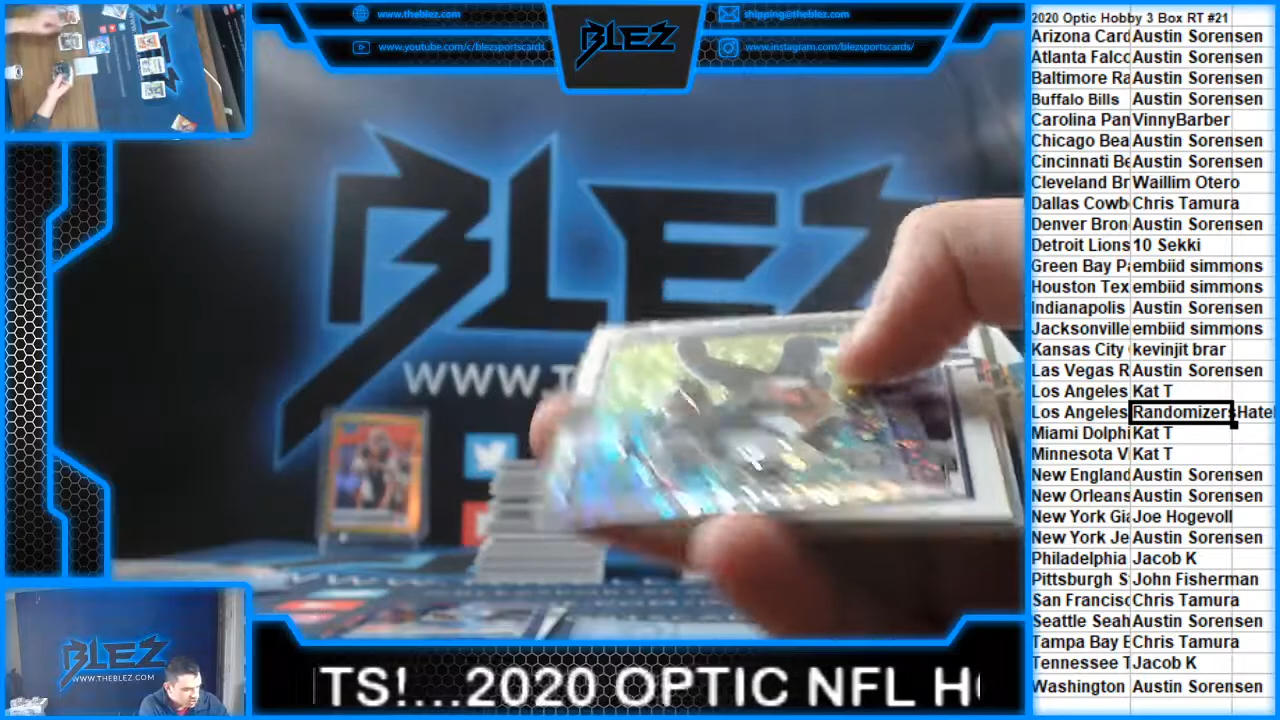 www.theblez.com
www.youtube.com/c/blezsportscards
BLEZ
shipping@theblez.com
www.instagram.com/blezsportscards/
BLEZ
WWW.T
BLEZ
WWW.THEBLEZ.COM
TS!....2020 OPTIC NFL H
2020 Optic Hobby 3 Box RT #21
Arizona Card Austin Sorensen
Atlanta Falco Austin Sorensen
Baltimore Ra Austin Sorensen
Buffalo Bills Austin Sorensen
Carolina Pan VinnyBarber
Chicago Bea Austin Sorensen
Cincinnati Be Austin Sorensen
Cleveland Br Waillim Otero
Dallas Cowb Chris Tamura
Denver Bron Austin Sorensen
Detroit Lions 10 Sekki
Green Bay Pa embiid simmons
Houston Tex embiid simmons
Indianapolis Austin Sorensen
Jacksonville embiid simmons
Kansas City kevinjit brar
Las Vegas R Austin Sorensen
Los Angeles Kat T
Los Angeles RandomizersHate
Miami Dolphi Kat T
Minnesota V Kat T
New England Austin Sorensen
New Orleans Austin Sorensen
New York Gia Joe Hogevoll
New York Je Austin Sorensen
Philadelphia Jacob K
Pittsburgh S John Fisherman
San Francisc Chris Tamura
Seattle Seah Austin Sorensen
Tampa Bay B Chris Tamura
Tennessee T Jacob K
Washington Austin Sorensen